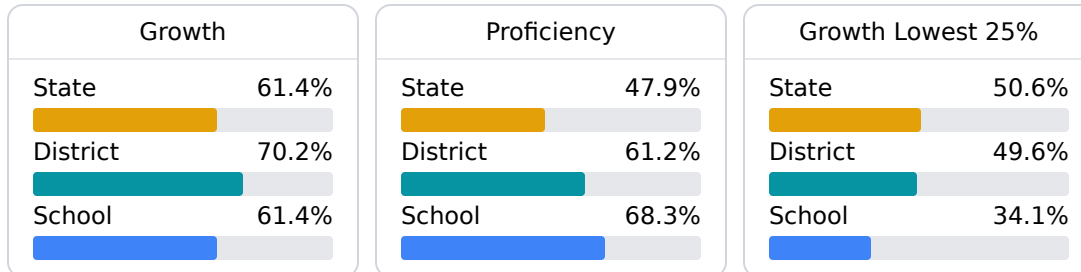 Growth
State 61.4%
District 70.2%
School 61.4%
Proficiency
State 47.9%
District 61.2%
School 68.3%
Growth Lowest 25%
State 50.6%
District 49.6%
School 34.1%